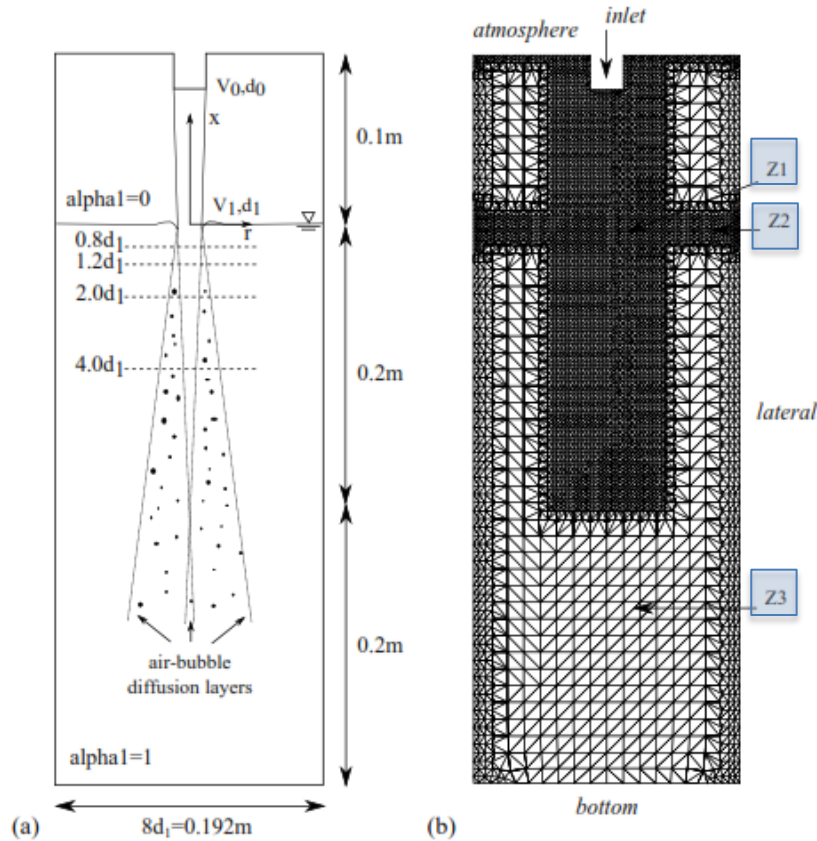 V0,d0
x
0.1m
alpha1=0
V1,d1
r
0.8d1
1.2d1
2.0d1
4.0d1
0.2m
0.2m
air-bubble
diffusion layers
alpha1=1
(a)
8d1=0.192m
inlet
atmosphere
Z1
Z2
lateral
Z3
bottom
(b)